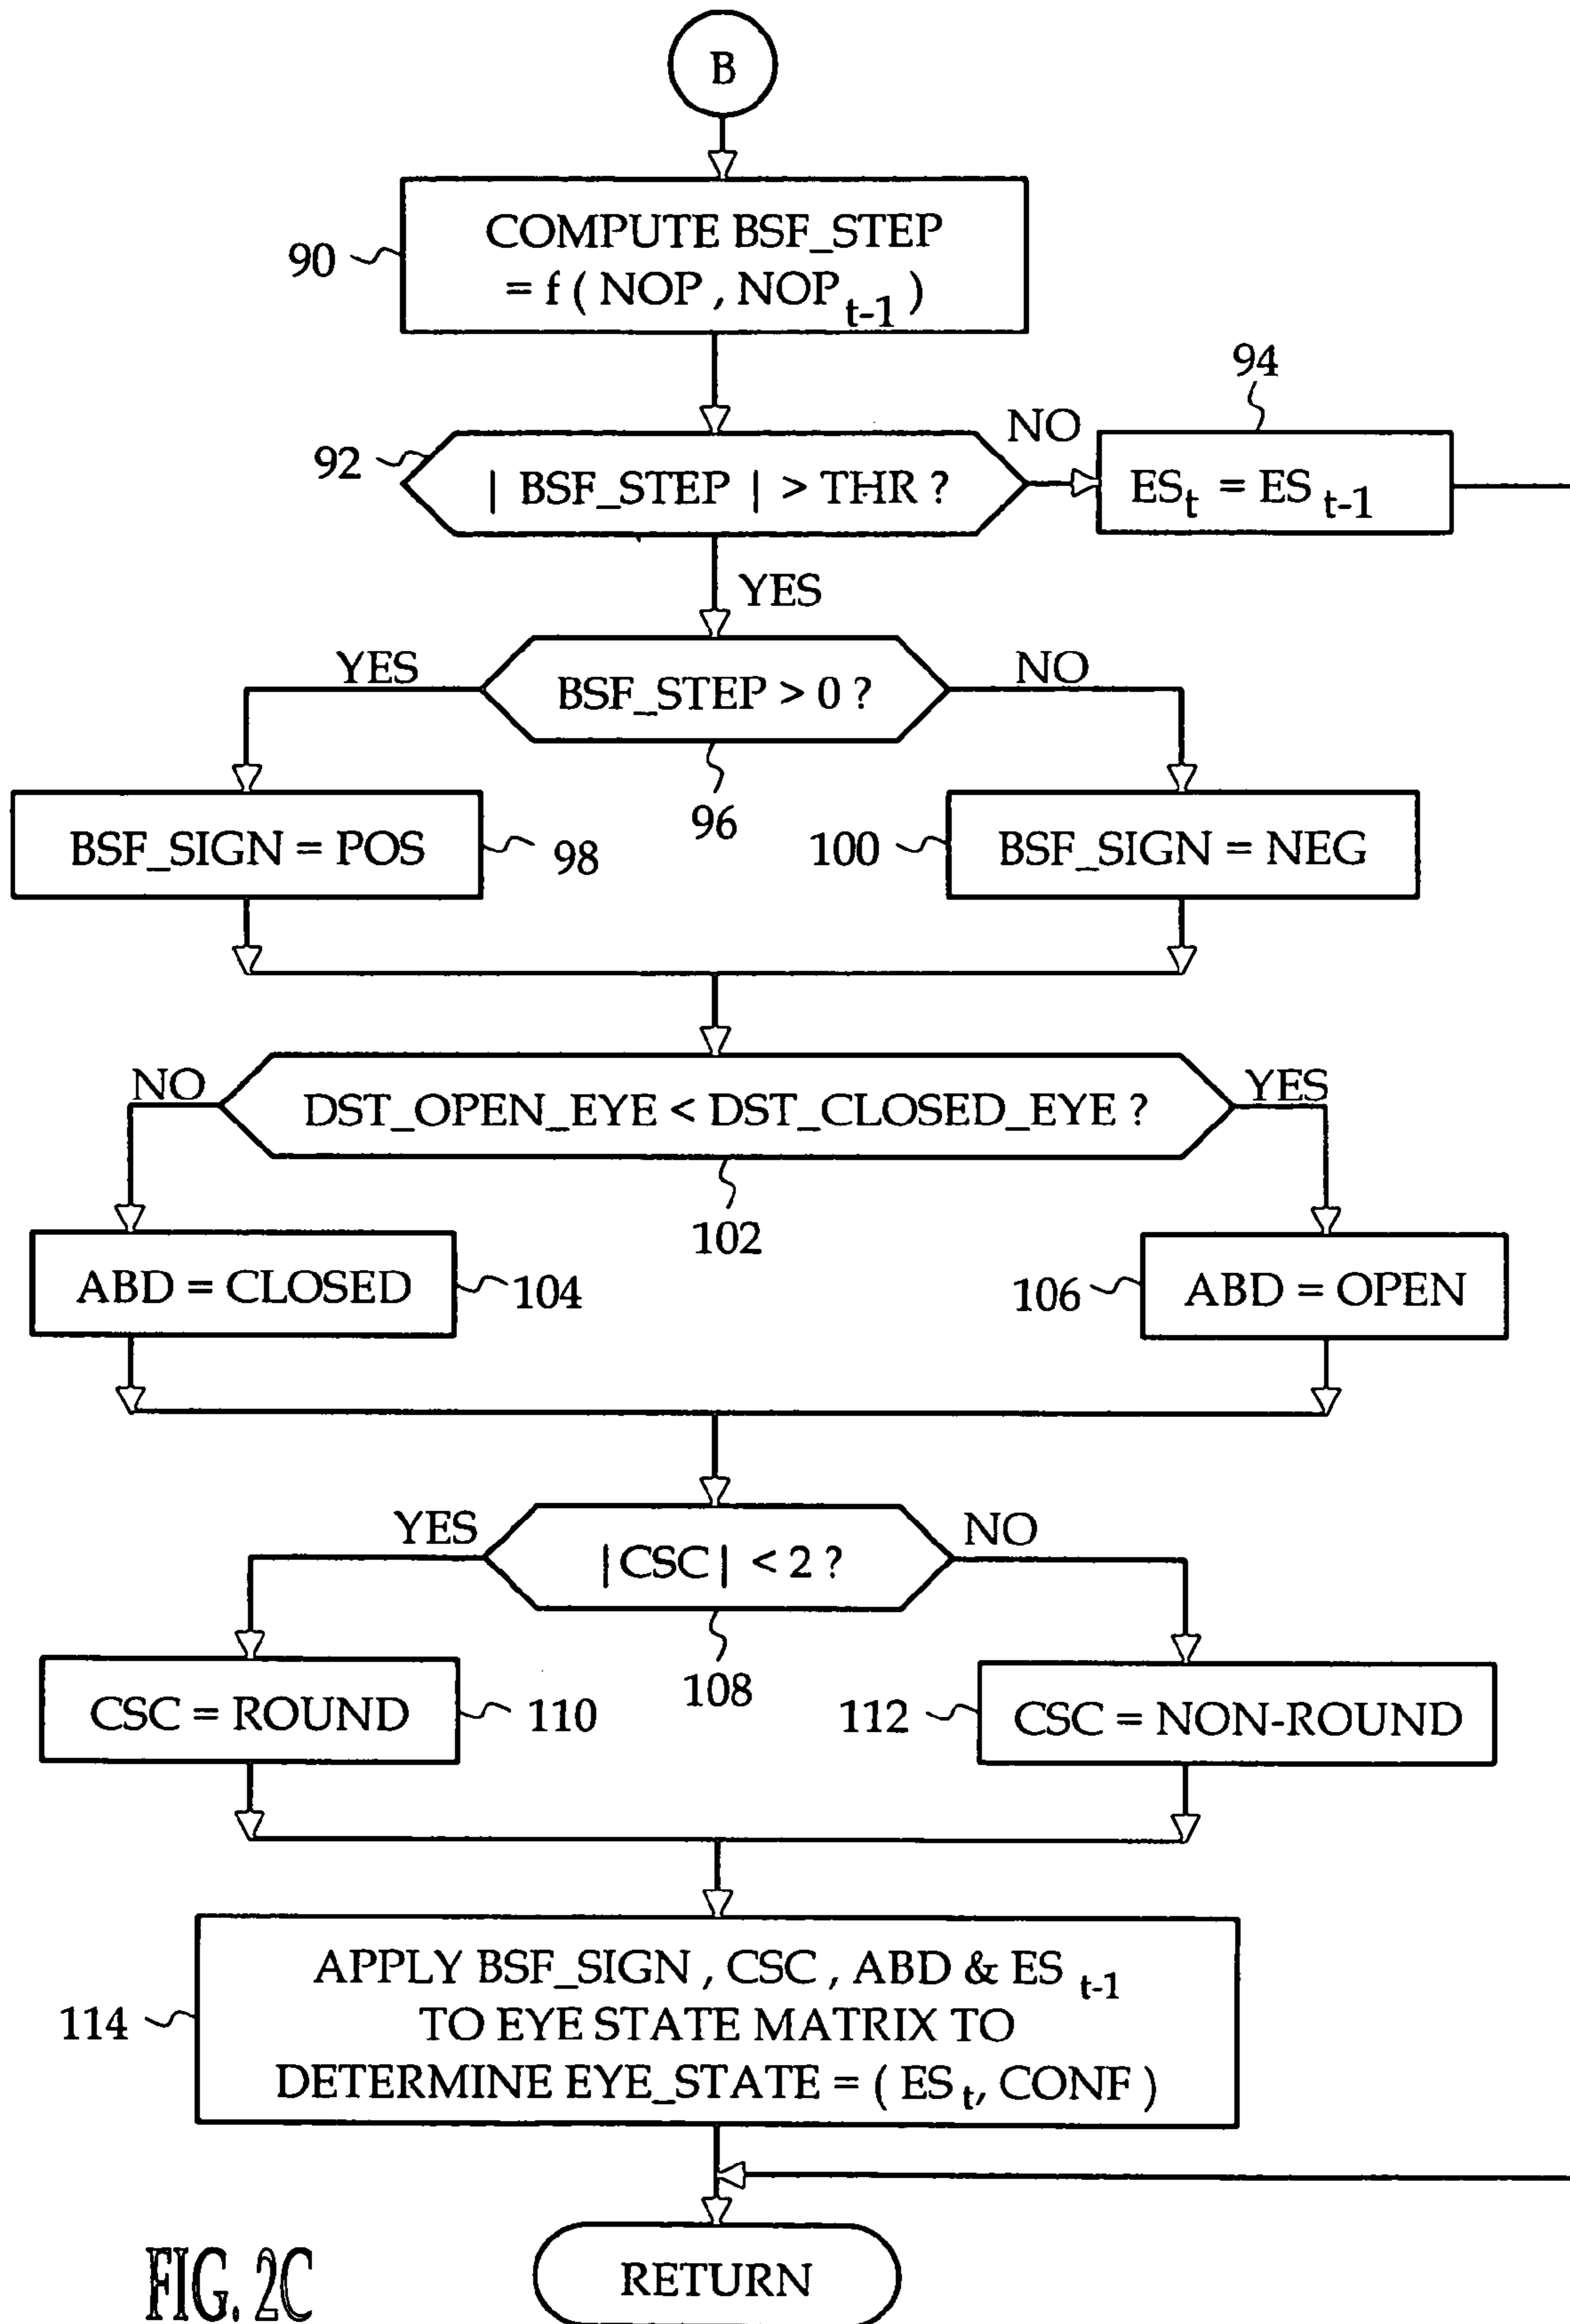 B
COMPUTE BSF_STEP
= f ( NOP , NOP t-1 )
90
94
92
| BSF_STEP | > THR ?
NO
ES t = ES t-1
YES
YES
BSF_STEP > 0 ?
NO
96
BSF_SIGN = POS
98
100
BSF_SIGN = NEG
NO
DST_OPEN_EYE < DST_CLOSED_EYE ?
YES
102
ABD = CLOSED
104
106
ABD = OPEN
YES
| CSC | < 2 ?
NO
108
CSC = ROUND
110
112
CSC = NON-ROUND
114
APPLY BSF_SIGN , CSC , ABD & ES t-1
TO EYE STATE MATRIX TO
DETERMINE EYE_STATE = ( ES t, CONF )
RETURN
FIG. 2C